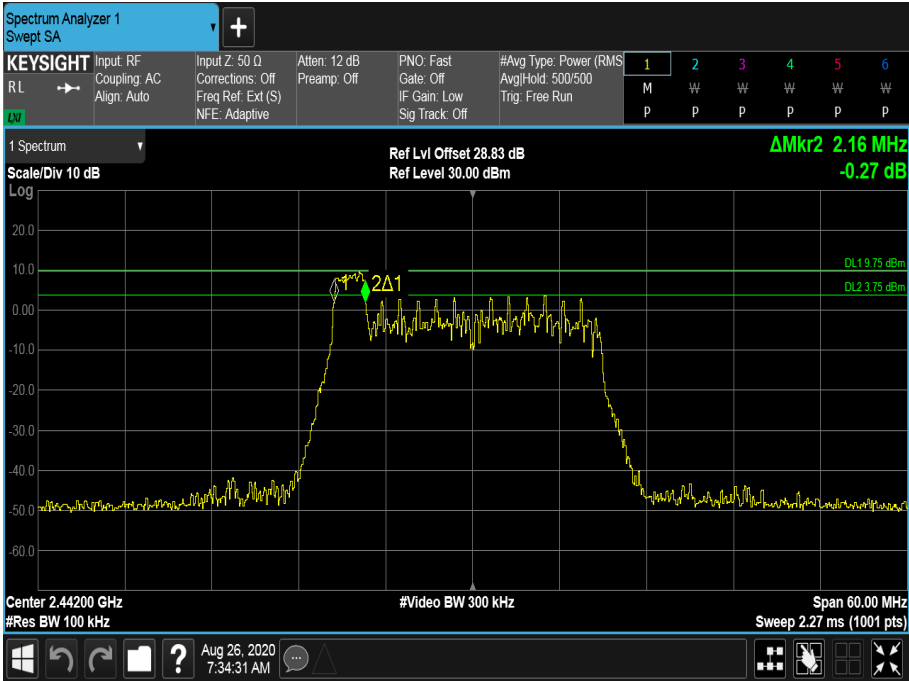 Spectrum Analyzer 1
Swept SA
+
KEYSIGHT
RL
LXI
Input: RF
Coupling: AC
Align: Auto
Input Z: 50 Ω
Corrections: Off
Freq Ref: Ext (S)
NFE: Adaptive
Atten: 12 dB
Preamp: Off
PNO: Fast
Gate: Off
IF Gain: Low
Sig Track: Off
#Avg Type: Power (RMS
Avg|Hold: 500/500
Trig: Free Run
1 2 3 4 5 6
M W W W W W
P P P P P P
1 Spectrum
Scale/Div 10 dB
Ref Lvl Offset 28.83 dB
Ref Level 30.00 dBm
ΔMkr2 2.16 MHz
-0.27 dB
Log
20.0
10.0
0.00
-10.0
-20.0
-30.0
-40.0
-50.0
-60.0
DL1 9.75 dBm
DL2 3.75 dBm
1
2Δ1
Center 2.44200 GHz
#Res BW 100 kHz
#Video BW 300 kHz
Span 60.00 MHz
Sweep 2.27 ms (1001 pts)
?
Aug 26, 2020
7:34:31 AM